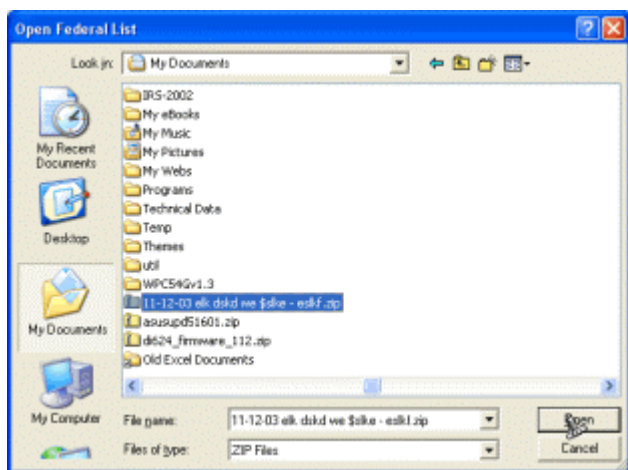 Open Federal List
Look in: My Documents
My Recent
Documents
Desktop
My Documents
My Computer
IRS-2002
My eBooks
My Music
My Pictures
My Webs
Programs
Technical Data
Temp
Themes
util
WPC54Gv1.3
11-12-03 elk dskd we $slke - eslkf.zip
asusupd51601.zip
di624_firmware_112.zip
Old Excel Documents
File name: 11-12-03 elk dskd we $slke - eslkf.zip
Open
Files of type: ZIP Files
Cancel